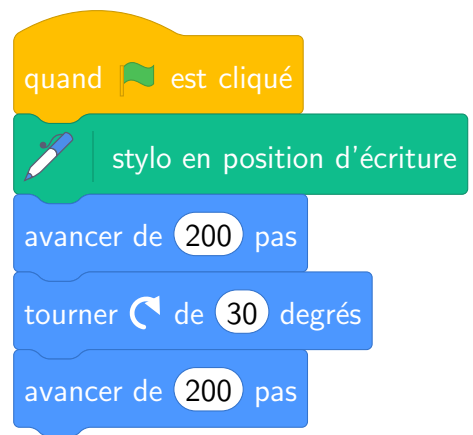 quand est cliqué
stylo en position d'écriture
avancer de 200 pas
tourner de 30 degrés
avancer de 200 pas